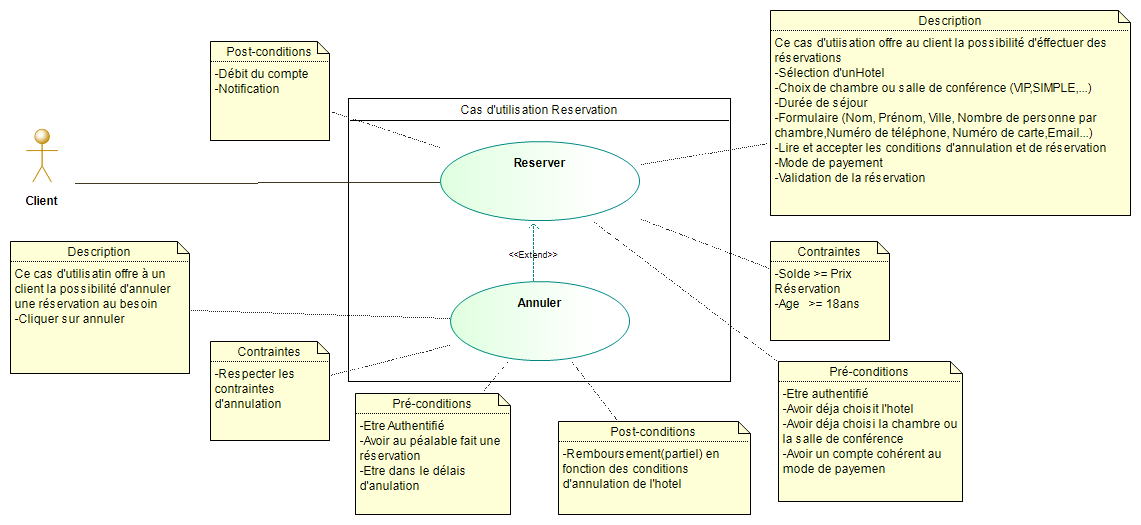 Description
Ce cas d'utiisation offre au client la possibilité d'éffectuer des
réservations
-Sélection d'unHotel
-Choix de chambre ou salle de conférence (VIP,SIMPLE,...)
-Durée de séjour
-Formulaire (Nom, Prénom, Ville, Nombre de personne par
chambre,Numéro de téléphone, Numéro de carte,Email...)
-Lire et accepter les conditions d'annulation et de réservation
-Mode de payement
-Validation de la réservation
Post-conditions
-Débit du compte
-Notification
Cas d'utilisation Reservation
Reserver
Client
<<Extend>>
Annuler
Description
Ce cas d'utilisatin offre à un
client la possibilité d'annuler
une réservation au besoin
-Cliquer sur annuler
Contraintes
-Solde >= Prix
Réservation
-Age >= 18ans
Contraintes
-Respecter les
contraintes
d'annulation
Pré-conditions
-Etre authentifié
-Avoir déja choisit l'hotel
-Avoir déja choisi la chambre ou
la salle de conférence
-Avoir un compte cohérent au
mode de payemen
Pré-conditions
-Etre Authentifié
-Avoir au péalable fait une
réservation
-Etre dans le délais
d'anulation
Post-conditions
-Remboursement(partiel) en
fonction des conditions
d'annulation de l'hotel